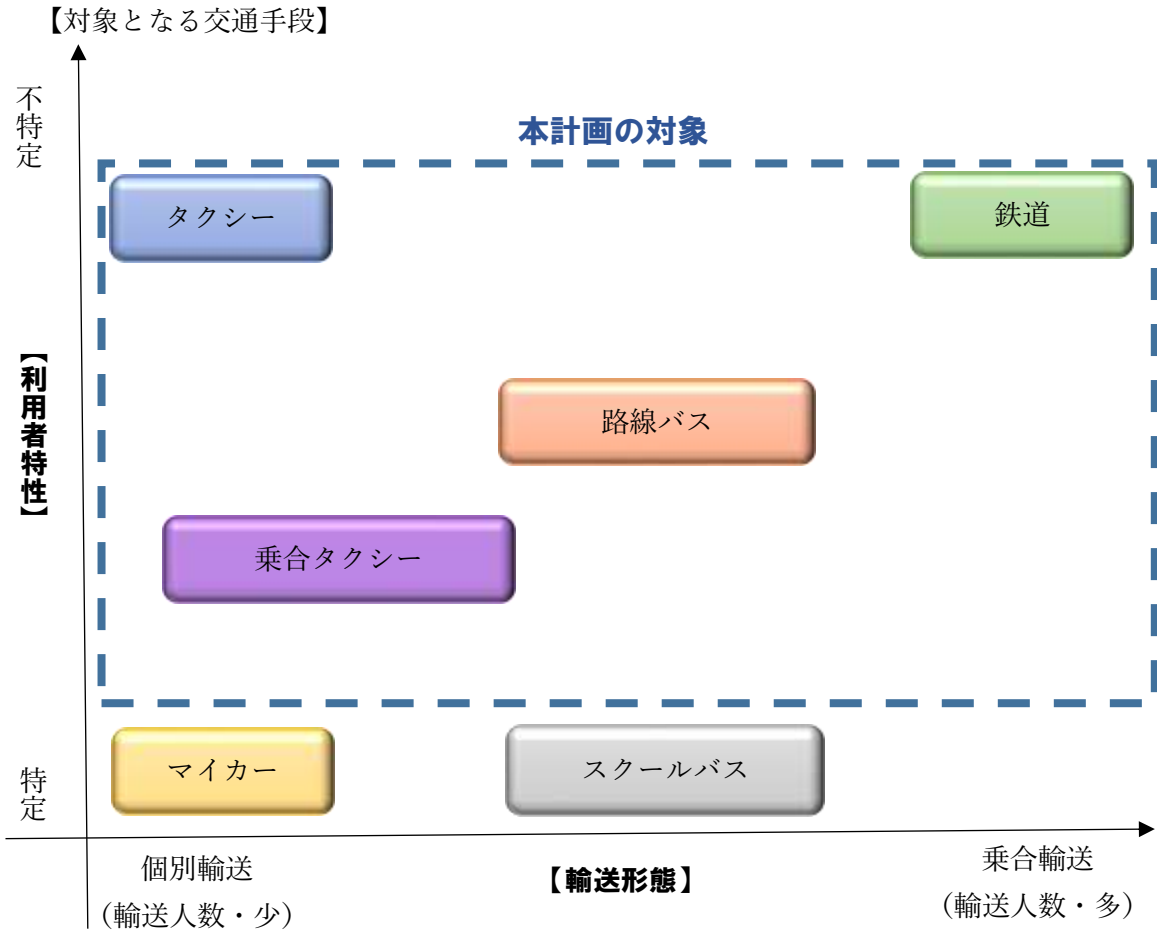 【対象となる交通手段】
不特定
本計画の対象
タクシー
鉄道
【利用者特性】
路線バス
乗合タクシー
マイカー
スクールバス
特定
個別輸送
（輸送人数・少）
【輸送形態】
乗合輸送
（輸送人数・多）